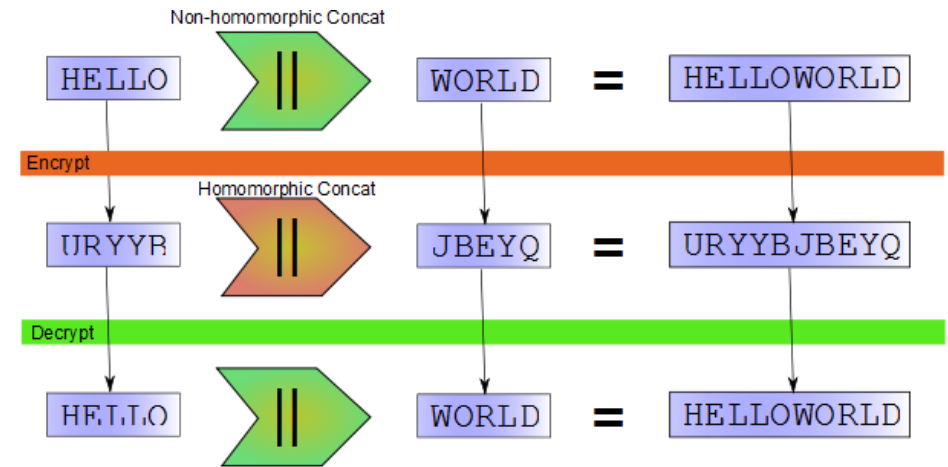 Non-homomorphic Concat
HELLO || WORLD = HELLOWORLD
Encrypt
Homomorphic Concat
URYYB || JBEYQ = URYYBJBEYQ
Decrypt
HELLO || WORLD = HELLOWORLD